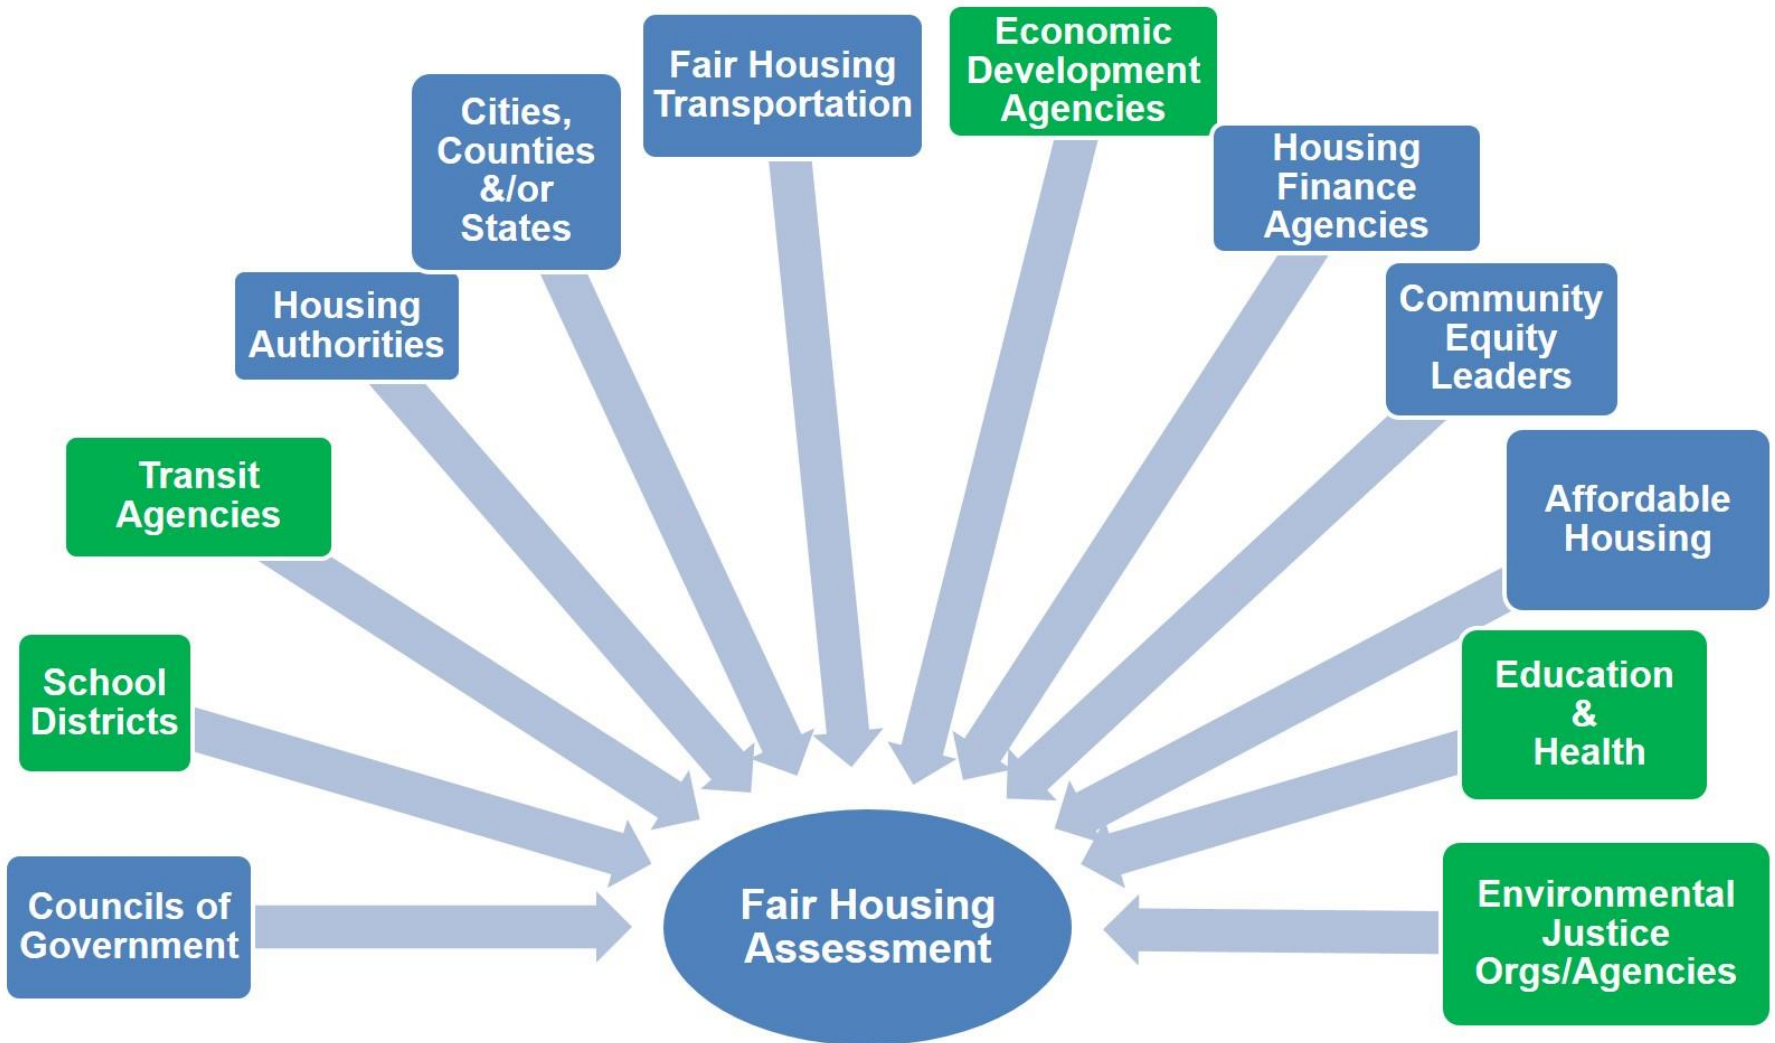 Fair Housing
Transportation
Economic
Development
Agencies
Cities,
Counties
&/or
States
Housing
Finance
Agencies
Housing
Authorities
Community
Equity
Leaders
Transit
Agencies
Affordable
Housing
School
Districts
Education
&
Health
Councils of
Government
Fair Housing
Assessment
Environmental
Justice
Orgs/Agencies